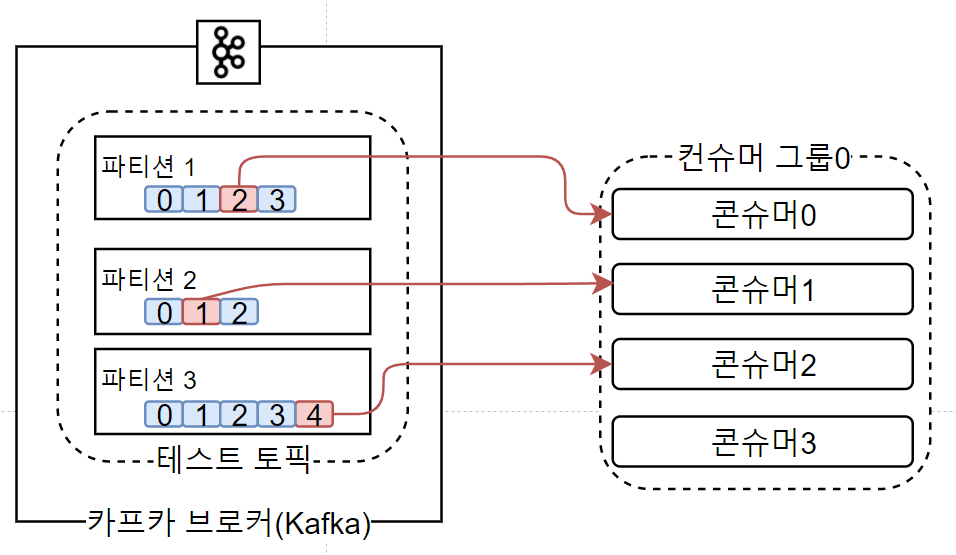 파티션 1
0 1 2 3
파티션 2
0 1 2
파티션 3
0 1 2 3 4
테스트 토픽
카프카 브로커(Kafka)
컨슈머 그룹0
콘슈머0
콘슈머1
콘슈머2
콘슈머3